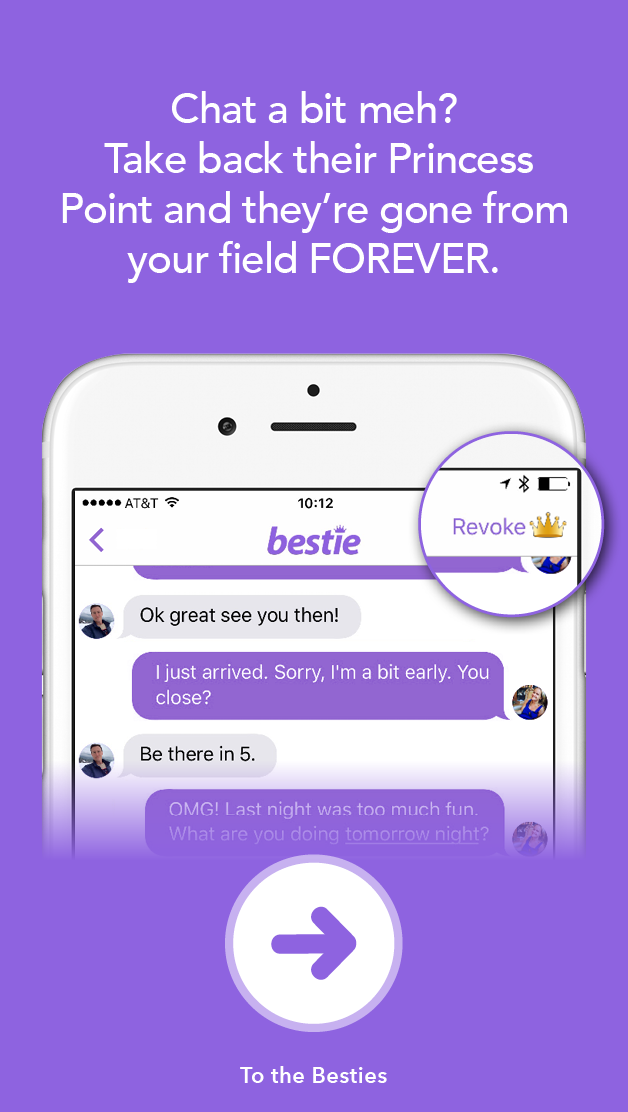 Chat a bit meh?
Take back their Princess
Point and they’re gone from
your field FOREVER.
AT&T
10:12
bestie
Revoke
Ok great see you then!
I just arrived. Sorry, I'm a bit early. You
close?
Be there in 5.
OMG! Last night was too much fun.
What are you doing tomorrow night?
To the Besties